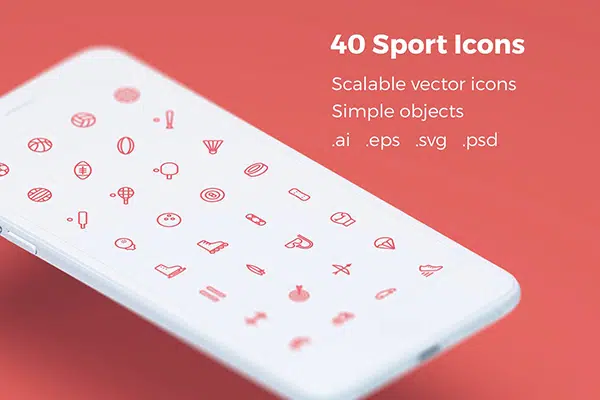 40 Sport Icons
Scalable vector icons
Simple objects
.ai .eps .svg .psd